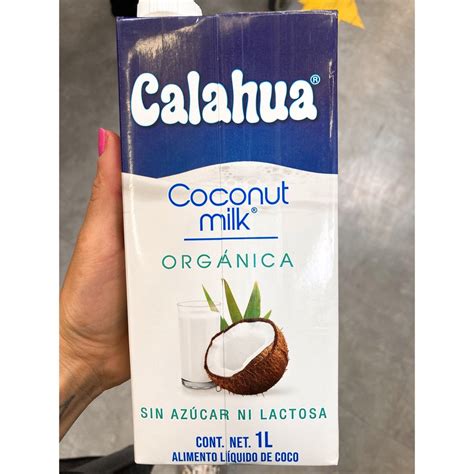 Calahua®
Coconut
milk®
ORGÁNICA
SIN AZÚCAR NI LACTOSA
CONT. NET. 1L
ALIMENTO LÍQUIDO DE COCO